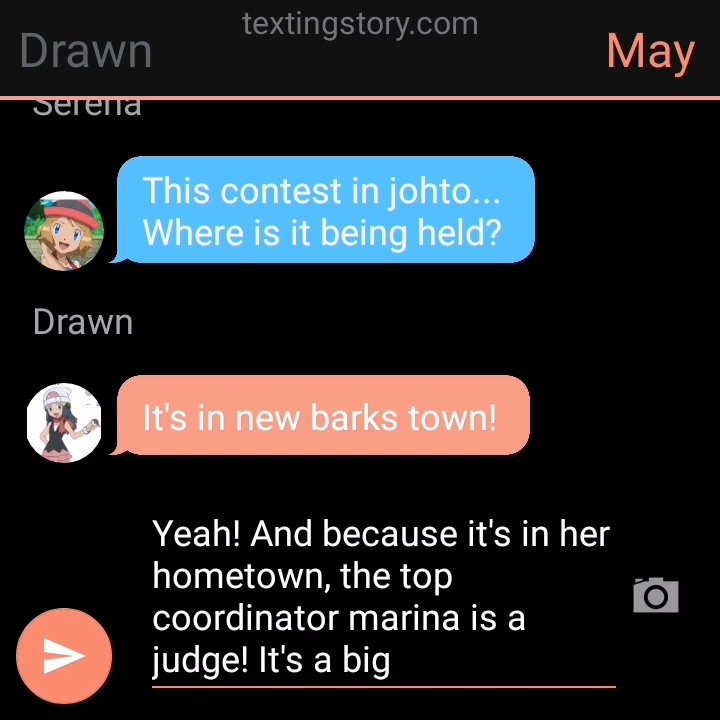 textingstory.com
Drawn
May
Serena
This contest in johto...
Where is it being held?
Drawn
It's in new barks town!
Yeah! And because it's in her
hometown, the top
coordinator marina is a
judge! It's a big